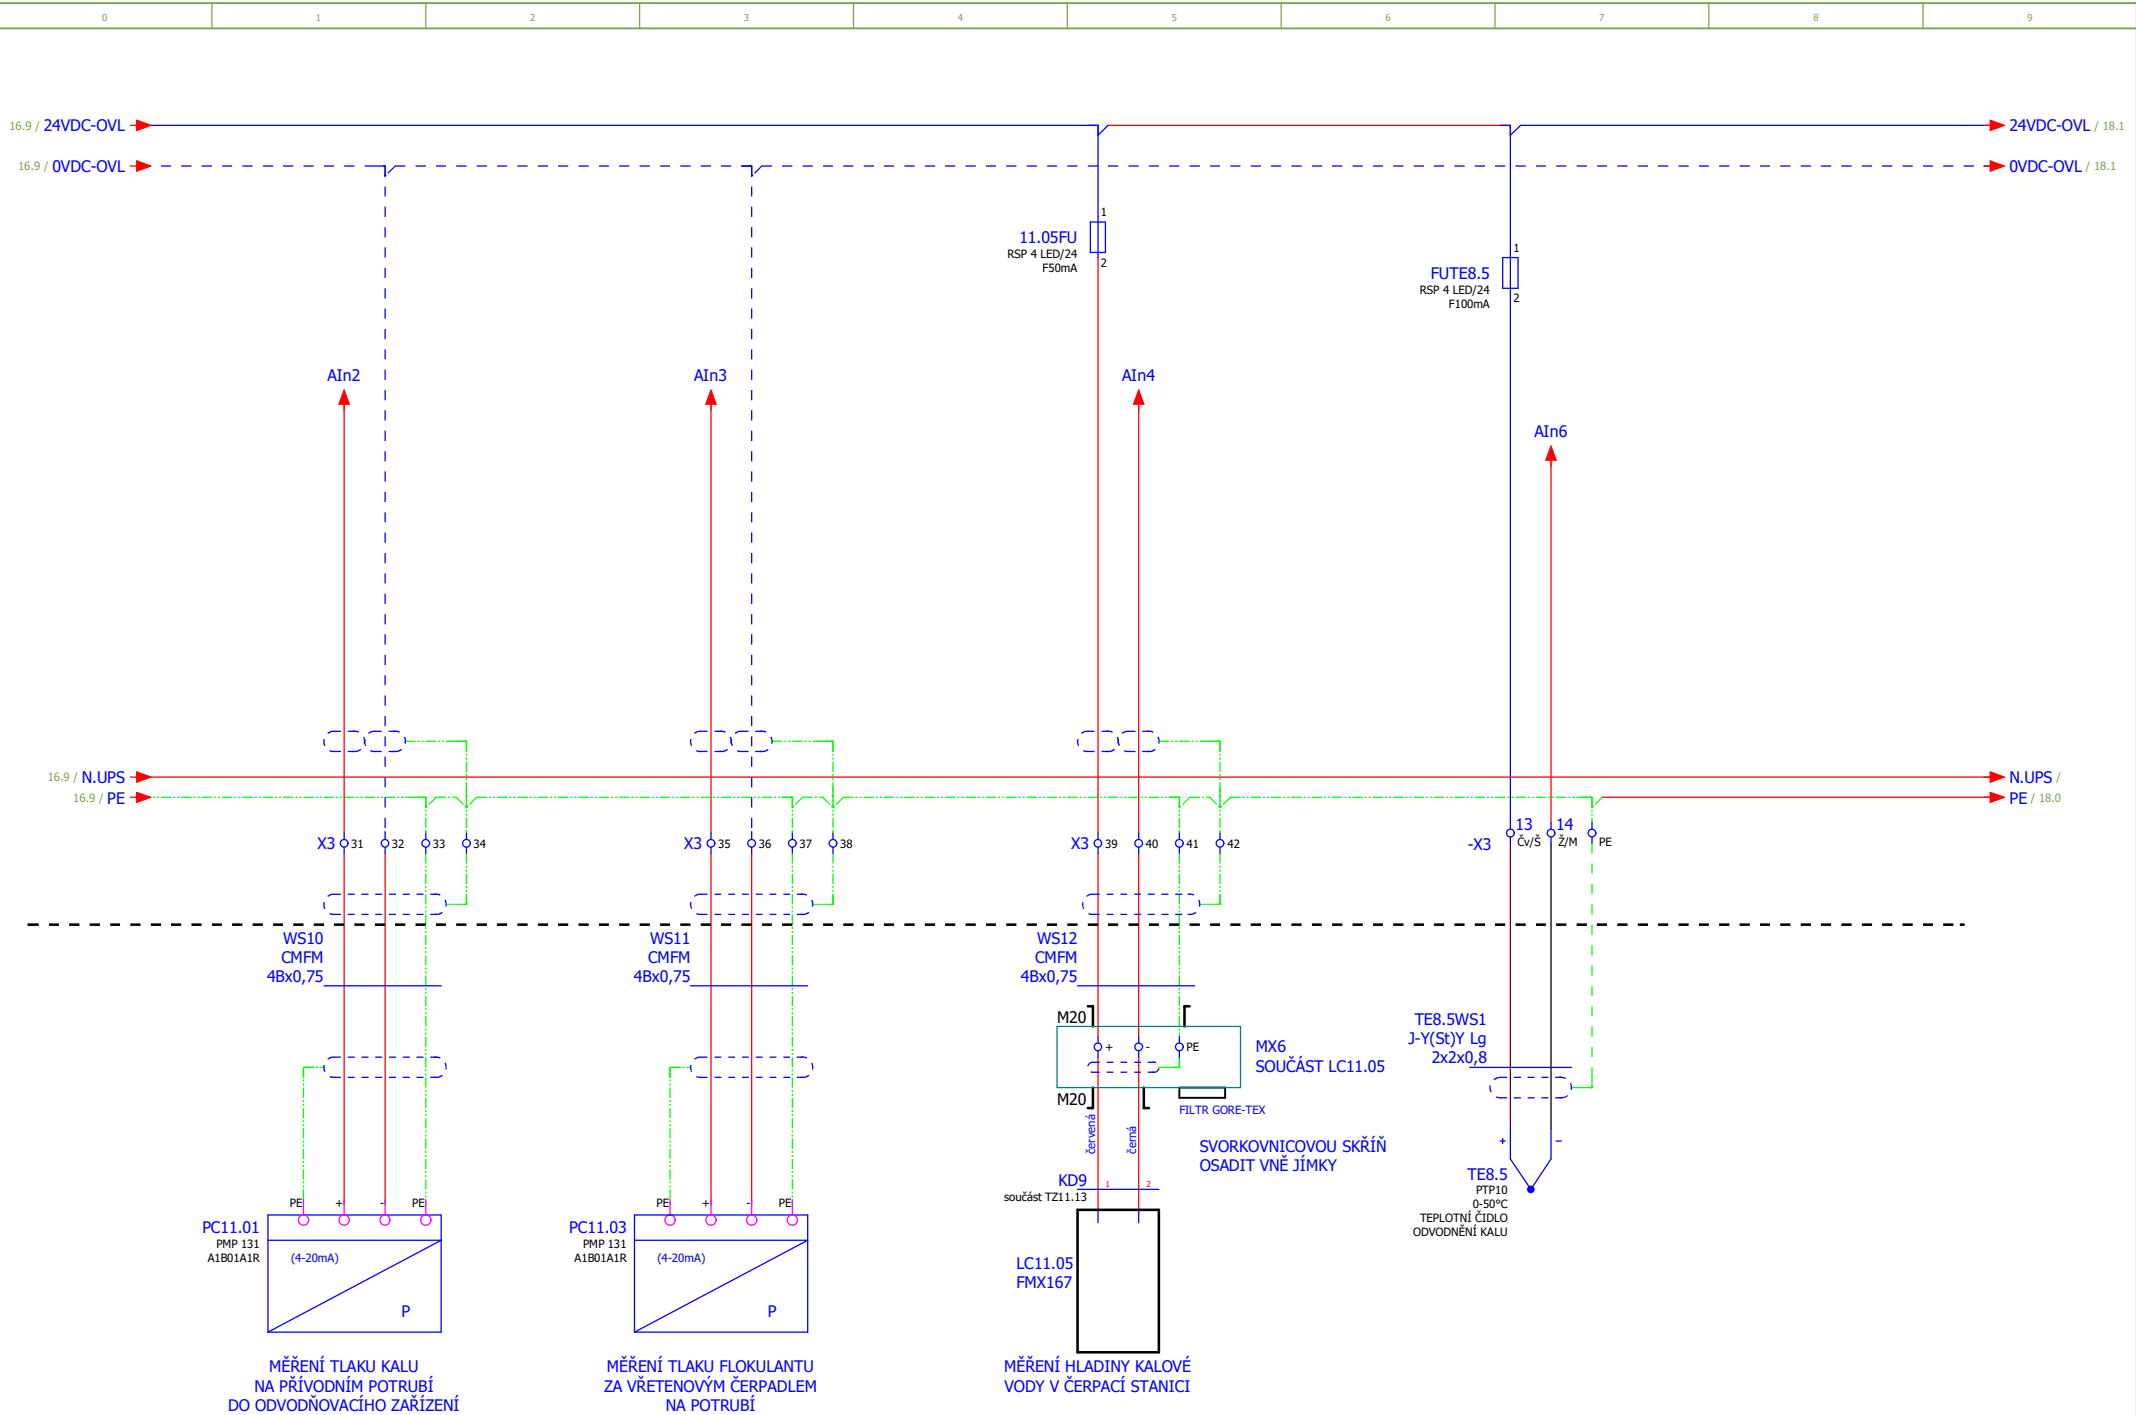 0 1 2 3 4 5 6 7 8 9
16.9 / 24VDC-OVL
24VDC-OVL / 18.1
16.9 / 0VDC-OVL
0VDC-OVL / 18.1
1
11.05FU
RSP 4 LED/24
F50mA
2
1
FUTE8.5
RSP 4 LED/24
F100mA
2
AIn2
AIn3
AIn4
AIn6
16.9 / N.UPS
N.UPS /
16.9 / PE
PE / 18.0
X3 31 32 33 34
X3 35 36 37 38
X3 39 40 41 42
-X3 13 14
Čv/Š Ž/M PE
WS10
CMFM
4Bx0,75
WS11
CMFM
4Bx0,75
WS12
CMFM
4Bx0,75
M20
+ - PE
MX6
SOUČÁST LC11.05
M20
FILTR GORE-TEX
červená
černá
SVORKOVNICOVOU SKŘÍŇ
OSADIT VNĚ JÍMKY
TE8.5WS1
J-Y(St)Y Lg
2x2x0,8
+ -
TE8.5
PTP10
0-50°C
TEPLOTNÍ ČIDLO
ODVODNĚNÍ KALU
KD9
součást TZ11.13
1 2
PE + - PE
PC11.01
PMP 131
A1B01A1R
(4-20mA)
P
PE + - PE
PC11.03
PMP 131
A1B01A1R
(4-20mA)
P
LC11.05
FMX167
MĚŘENÍ TLAKU KALU
NA PŘÍVODNÍM POTRUBÍ
DO ODVODŇOVACÍHO ZAŘÍZENÍ
MĚŘENÍ TLAKU FLOKULANTU
ZA VŘETENOVÝM ČERPADLEM
NA POTRUBÍ
MĚŘENÍ HLADINY KALOVÉ
VODY V ČERPACÍ STANICI